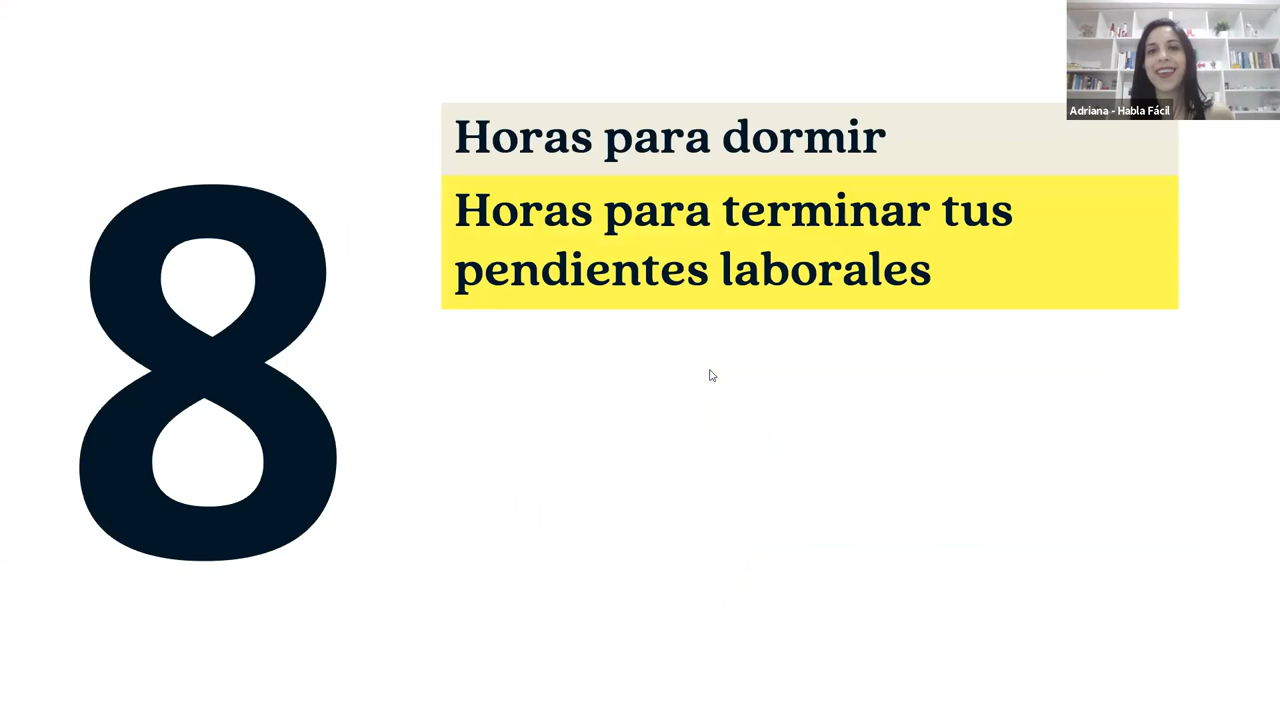 Adriana - Habla Fácil
8
Horas para dormir
Horas para terminar tus
pendientes laborales